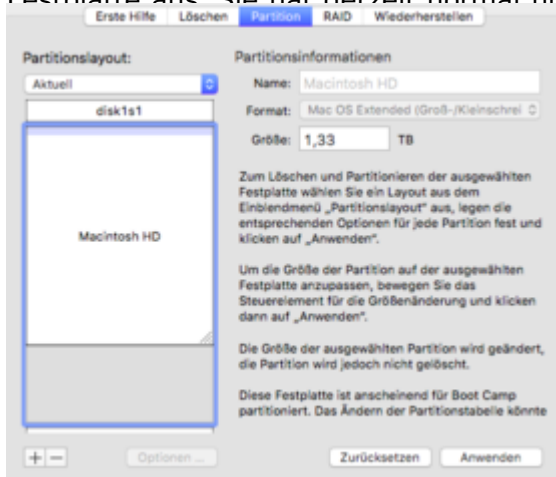 Erste Hilfe Löschen Partition RAID Wiederherstellen
Partitionslayout:
Aktuell
disk1s1
Macintosh HD
Partitionsinformationen
Name: Macintosh HD
Format: Mac OS Extended (Groß-/Kleinschrei
Größe: 1,33 TB
Zum Löschen und Partitionieren der ausgewählten
Festplatte wählen Sie ein Layout aus dem
Einblendmenü „Partitionslayout“ aus, legen die
entsprechenden Optionen für jede Partition fest und
klicken auf „Anwenden“.
Um die Größe der Partition auf der ausgewählten
Festplatte anzupassen, bewegen Sie das
Steuerelement für die Größenänderung und klicken
dann auf „Anwenden“.
Die Größe der ausgewählten Partition wird geändert,
die Partition wird jedoch nicht gelöscht.
Diese Festplatte ist anscheinend für Boot Camp
partitioniert. Das Ändern der Partitionstabelle könnte
+ − Optionen ...
Zurücksetzen Anwenden